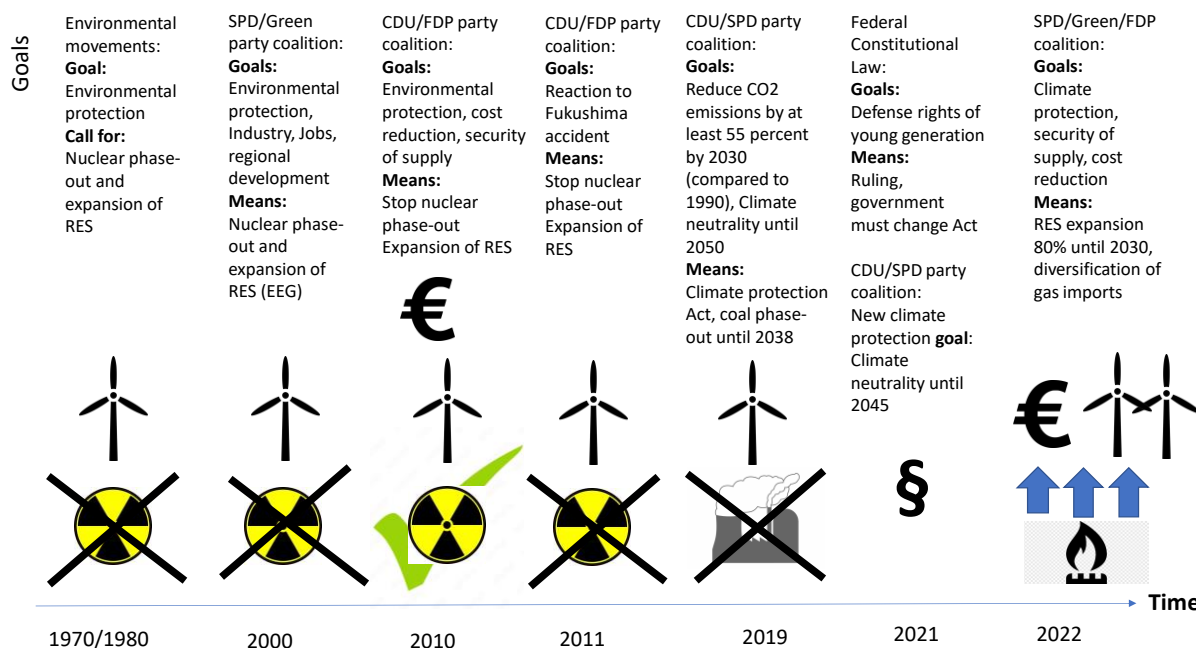 Goals
Environmental
movements:
Goal:
Environmental
protection
Call for:
Nuclear phase-
out and
expansion of
RES
SPD/Green
party coalition:
Goals:
Environmental
protection,
Industry, Jobs,
regional
development
Means:
Nuclear phase-
out and
expansion of
RES (EEG)
CDU/FDP party
coalition:
Goals:
Environmental
protection, cost
reduction, security
of supply
Means:
Stop nuclear
phase-out
Expansion of RES
€
CDU/FDP party
coalition:
Goals:
Reaction to
Fukushima
accident
Means:
Stop nuclear
phase-out
Expansion of
RES
CDU/SPD party
coalition:
Goals:
Reduce CO2
emissions by at
least 55 percent
by 2030
(compared to
1990), Climate
neutrality until
2050
Means:
Climate protection
Act, coal phase-
out until 2038
Federal
Constitutional
Law:
Goals:
Defense rights of
young generation
Means:
Ruling,
government
must change Act
CDU/SPD party
coalition:
New climate
protection goal:
Climate
neutrality until
2045
§
SPD/Green/FDP
coalition:
Goals:
Climate
protection,
security of
supply, cost
reduction
Means:
RES expansion
80% until 2030,
diversification of
gas imports
€
Time
1970/1980
2000
2010
2011
2019
2021
2022